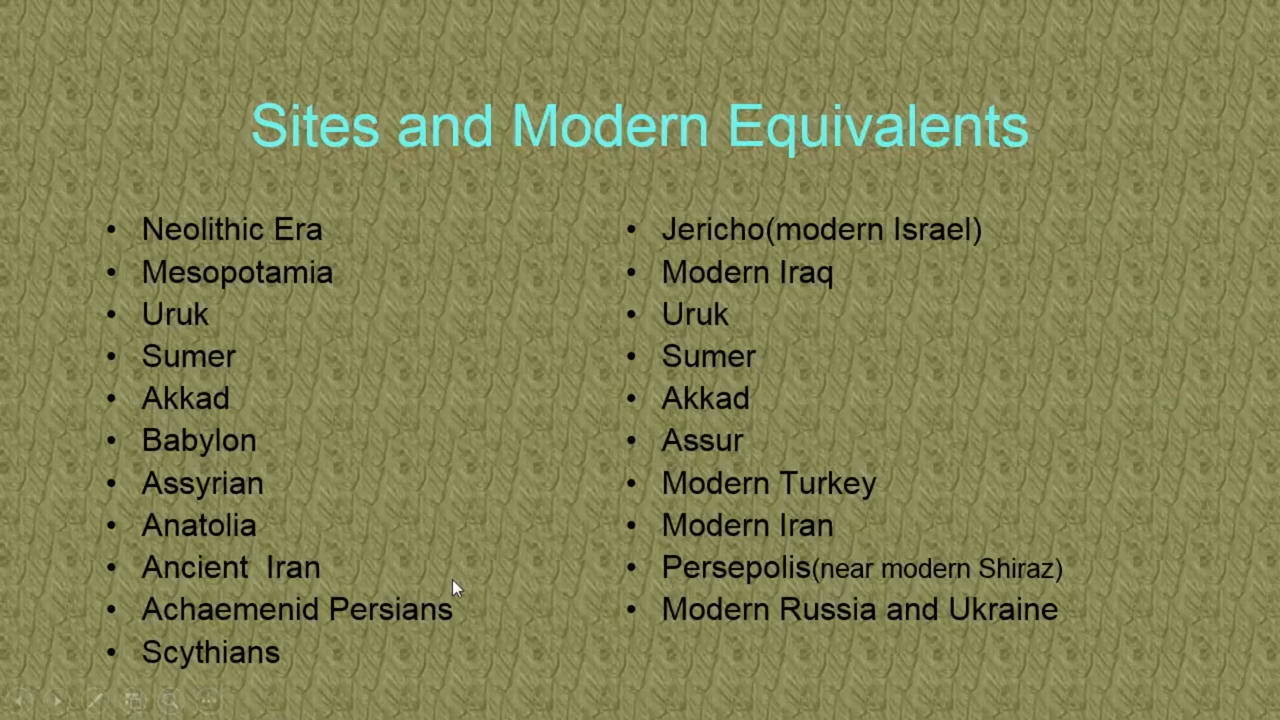 Sites and Modern Equivalents
• Neolithic Era
• Mesopotamia
• Uruk
• Sumer
• Akkad
• Babylon
• Assyrian
• Anatolia
• Ancient  Iran
• Achaemenid Persians
• Scythians
• Jericho(modern Israel)
• Modern Iraq
• Uruk
• Sumer
• Akkad
• Assur
• Modern Turkey
• Modern Iran
• Persepolis(near modern Shiraz)
• Modern Russia and Ukraine